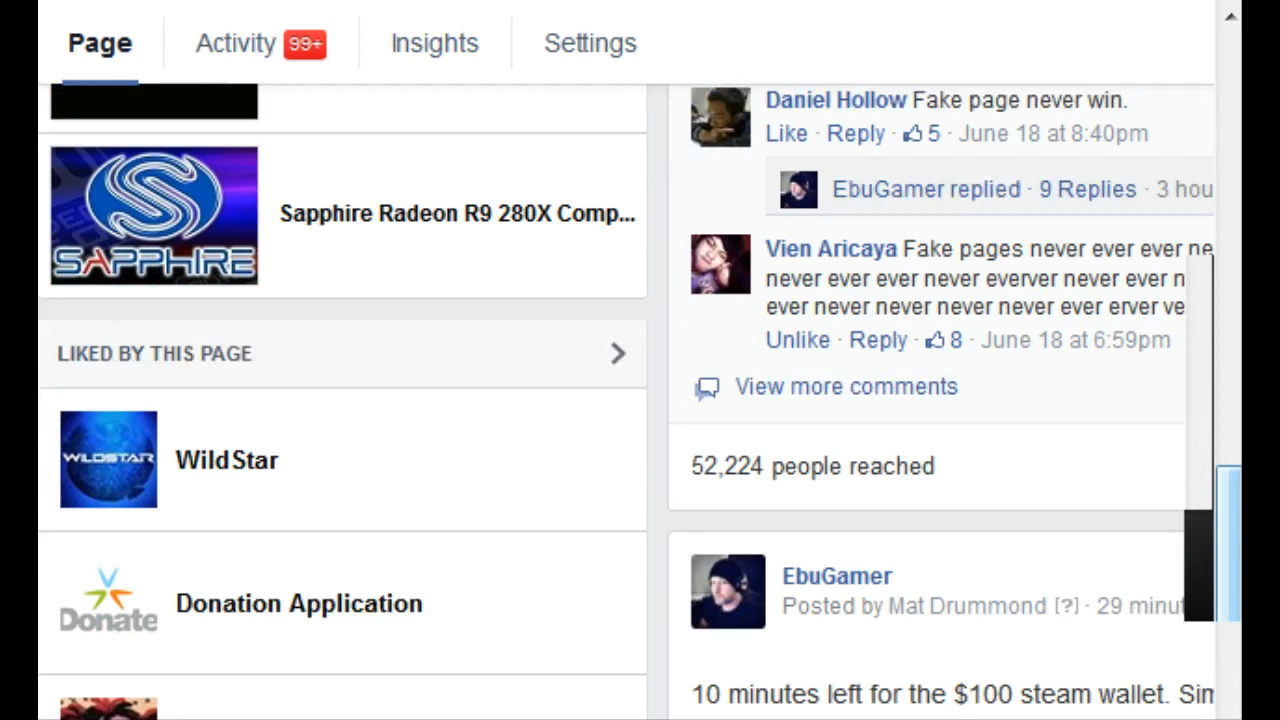 Page
Activity 99+
Insights
Settings
SAPPHIRE
Sapphire Radeon R9 280X Comp...
LIKED BY THIS PAGE
WILDSTAR
WildStar
Donate
Donation Application
Daniel Hollow Fake page never win.
Like · Reply · 5 · June 18 at 8:40pm
EbuGamer replied · 9 Replies · 3 hou
Vien Aricaya Fake pages never ever ever ne
never ever ever never everver never ever n
ever never never never never ever erver ve
Unlike · Reply · 8 · June 18 at 6:59pm
View more comments
52,224 people reached
EbuGamer
Posted by Mat Drummond [?] · 29 minut
10 minutes left for the $100 steam wallet. Sim